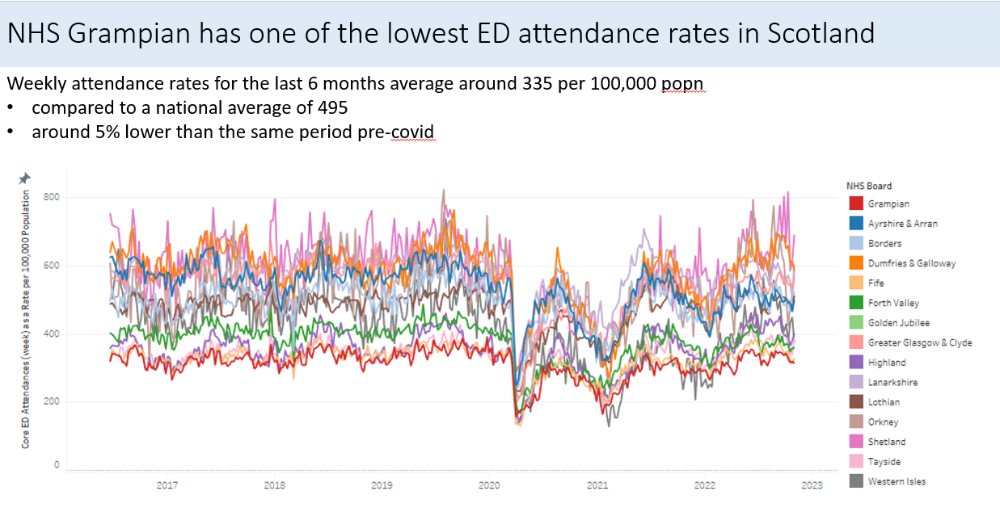 NHS Grampian has one of the lowest ED attendance rates in Scotland
Weekly attendance rates for the last 6 months average around 335 per 100,000 popn
• compared to a national average of 495
• around 5% lower than the same period pre-covid
Core ED Attendances (week) as a Rate per 100,000 Population
800
600
400
200
0
2017
2018
2019
2020
2021
2022
2023
NHS Board
Grampian
Ayrshire & Arran
Borders
Dumfries & Galloway
Fife
Forth Valley
Golden Jubilee
Greater Glasgow & Clyde
Highland
Lanarkshire
Lothian
Orkney
Shetland
Tayside
Western Isles